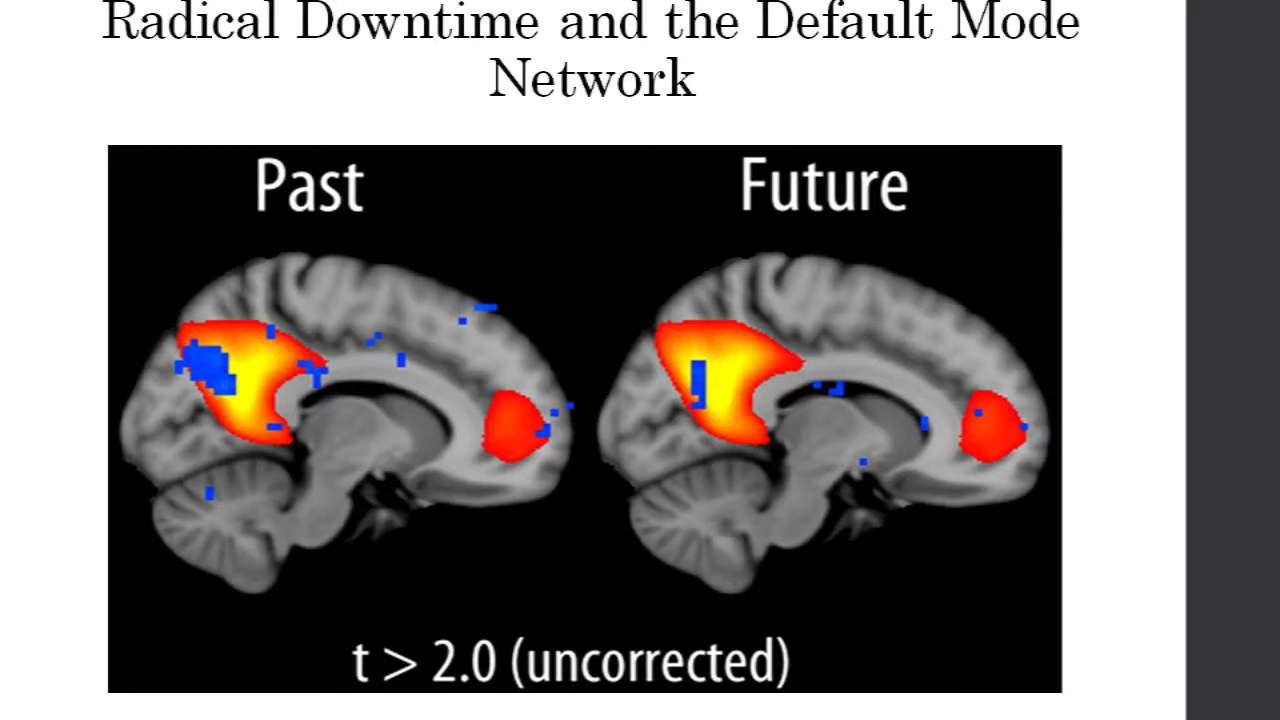 Radical Downtime and the Default Mode
Network
Past
Future
t > 2.0 (uncorrected)